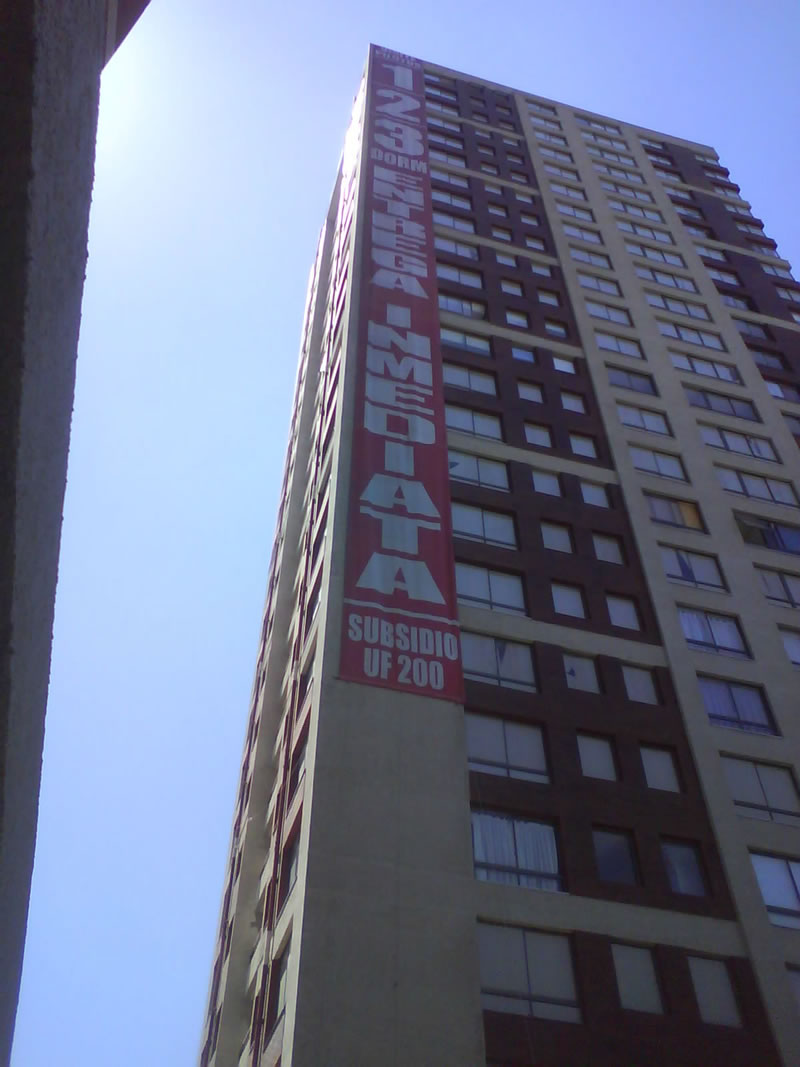 1
2
3
DORM
ENTREGA INMEDIATA
SUBSIDIO
UF 200